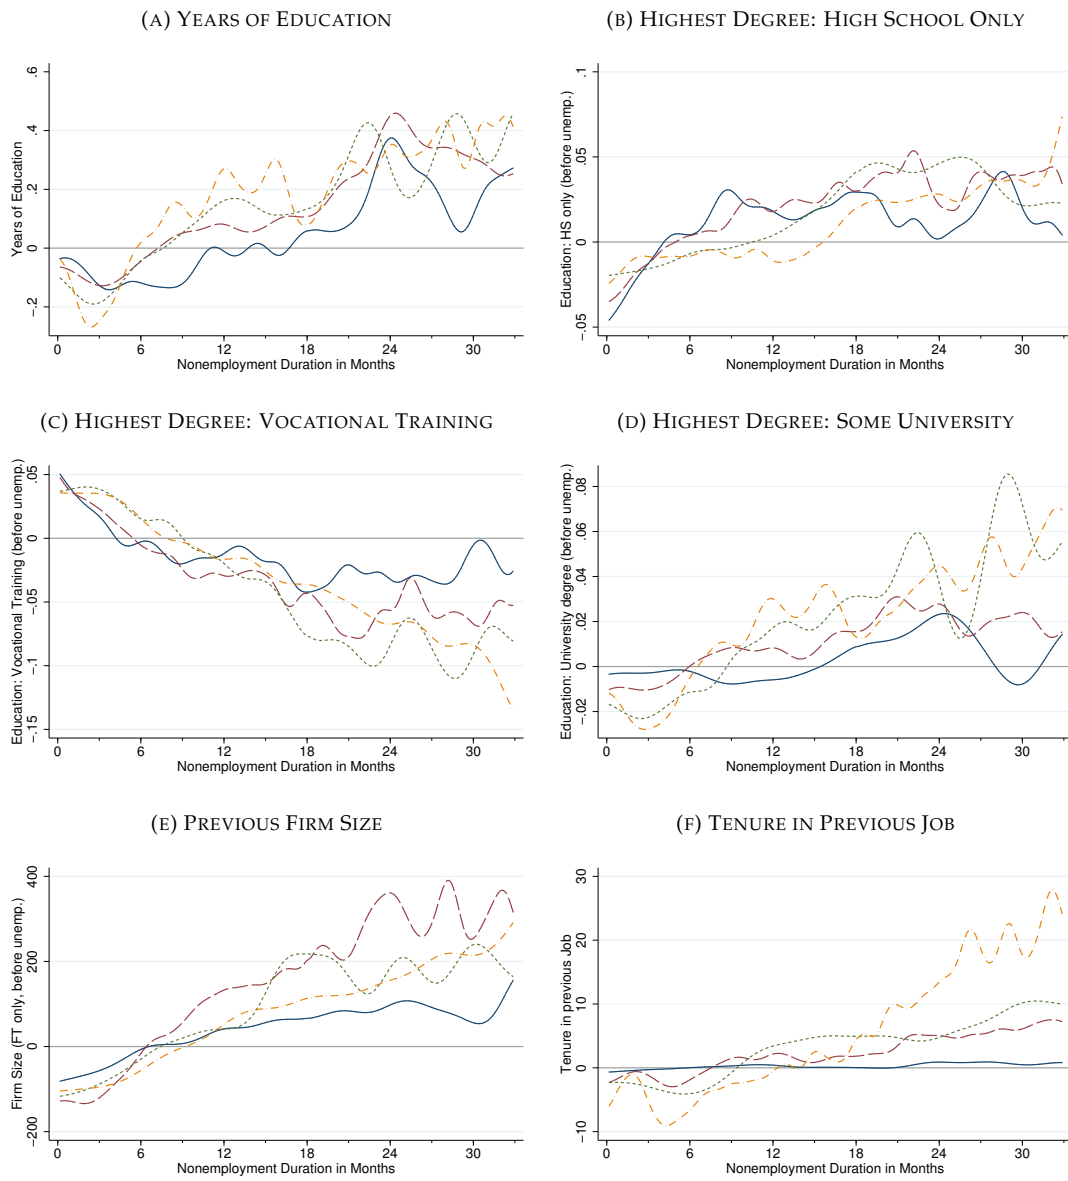 (A) YEARS OF EDUCATION
Years of Education
.6
.4
.2
0
-.2
0 6 12 18 24 30
Nonemployment Duration in Months
(B) HIGHEST DEGREE: HIGH SCHOOL ONLY
Education: HS only (before unemp.)
.1
.05
0
-.05
0 6 12 18 24 30
Nonemployment Duration in Months
(C) HIGHEST DEGREE: VOCATIONAL TRAINING
Education: Vocational Training (before unemp.)
.05
0
-.05
-.1
-.15
0 6 12 18 24 30
Nonemployment Duration in Months
(D) HIGHEST DEGREE: SOME UNIVERSITY
Education: University degree (before unemp.)
.08
.06
.04
.02
0
-.02
0 6 12 18 24 30
Nonemployment Duration in Months
(E) PREVIOUS FIRM SIZE
Firm Size (FT only, before unemp.)
400
200
0
-200
0 6 12 18 24 30
Nonemployment Duration in Months
(F) TENURE IN PREVIOUS JOB
Tenure in previous Job
30
20
10
0
-10
0 6 12 18 24 30
Nonemployment Duration in Months